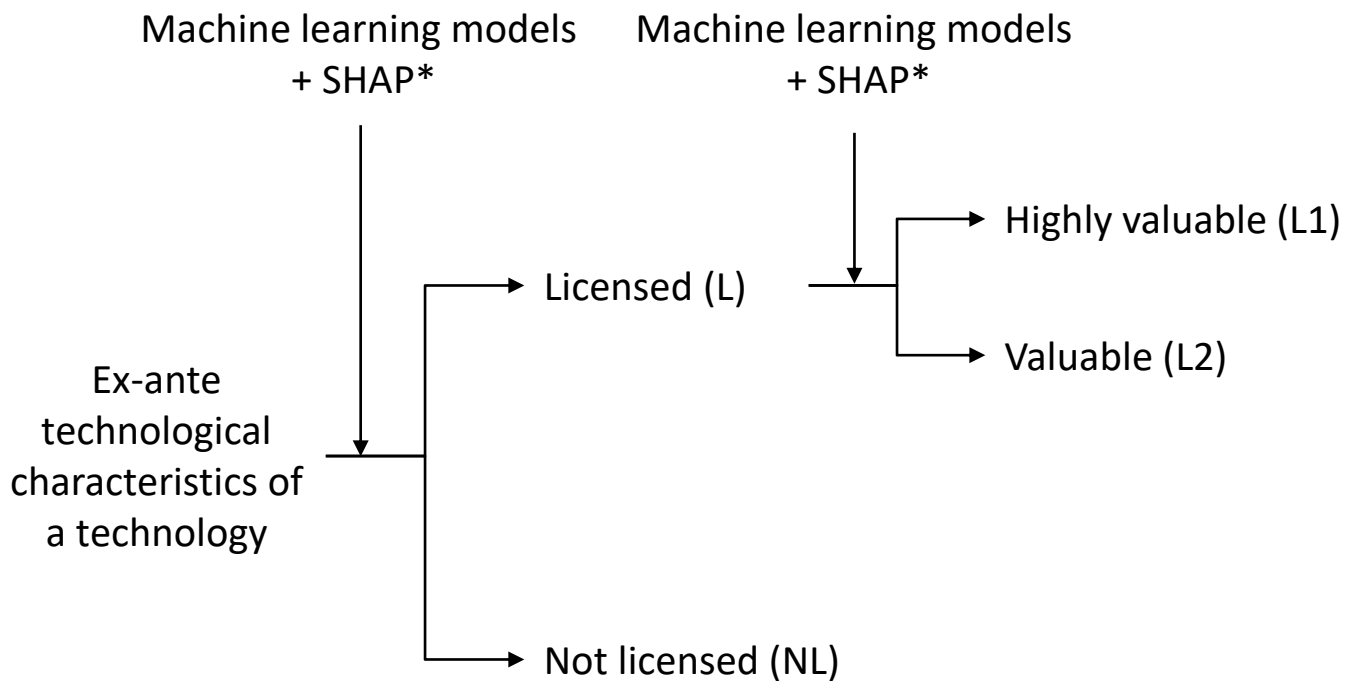 Machine learning models
+ SHAP*
Machine learning models
+ SHAP*
Highly valuable (L1)
Licensed (L)
Valuable (L2)
Ex-ante
technological
characteristics of
a technology
Not licensed (NL)